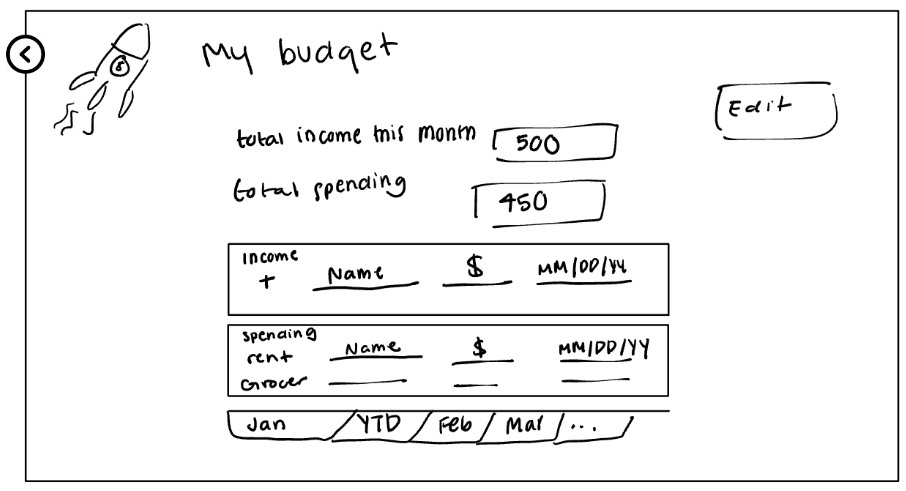 My budget
Edit
total income this month 500
total spending 450
Income
+ Name $ MM/DD/YY
Spending
rent Name $ MM/DD/YY
Grocer
Jan YTD Feb Mar ...